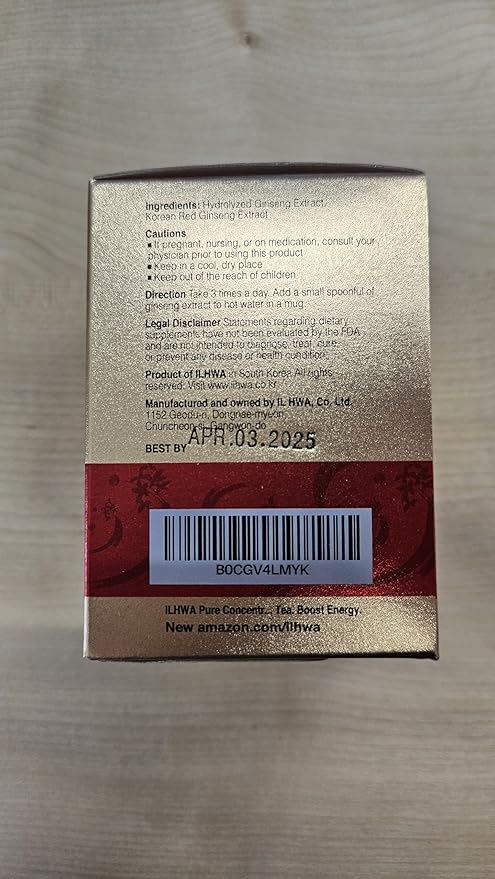 Ingredients: Hydrolyzed Ginseng Extract,
Korean Red Ginseng Extract
Cautions
▪ If pregnant, nursing, or on medication, consult your
physician prior to using this product
▪ Keep in a cool, dry place
▪ Keep out of the reach of children
Direction Take 3 times a day. Add a small spoonful of
ginseng extract to hot water in a mug.
Legal Disclaimer Statements regarding dietary
supplements have not been evaluated by the FDA
and are not intended to diagnose, treat, cure,
or prevent any disease or health condition.
Product of IL HWA in South Korea All rights
reserved. Visit www.ilhwa.co.kr
Manufactured and owned by IL HWA, Co, Ltd.
1152 Geodu-ri, Dongnae-myeon,
Chuncheon-si, Gangwon-do
BEST BY APR.03.2025
B0CGV4LMYK
ILHWA Pure Concentr... Tea. Boost Energy.
New amazon.com/ilhwa